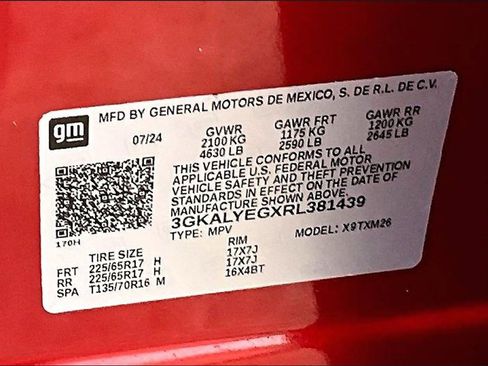 gm
MFD BY GENERAL MOTORS DE MEXICO, S. DE R.L. DE C.V.
07/24 GVWR GAWR FRT GAWR RR
2100 KG 1175 KG 1200 KG
4630 LB 2590 LB 2645 LB
THIS VEHICLE CONFORMS TO ALL
APPLICABLE U.S. FEDERAL MOTOR
VEHICLE SAFETY AND THEFT PREVENTION
STANDARDS IN EFFECT ON THE DATE OF
MANUFACTURE SHOWN ABOVE.
3GKALYEGXRL381439
170H TYPE: MPV MODEL: X9TXM26
TIRE SIZE RIM
FRT 225/65R17 H 17X7J
RR 225/65R17 H 17X7J
SPA T135/70R16 M 16X4BT